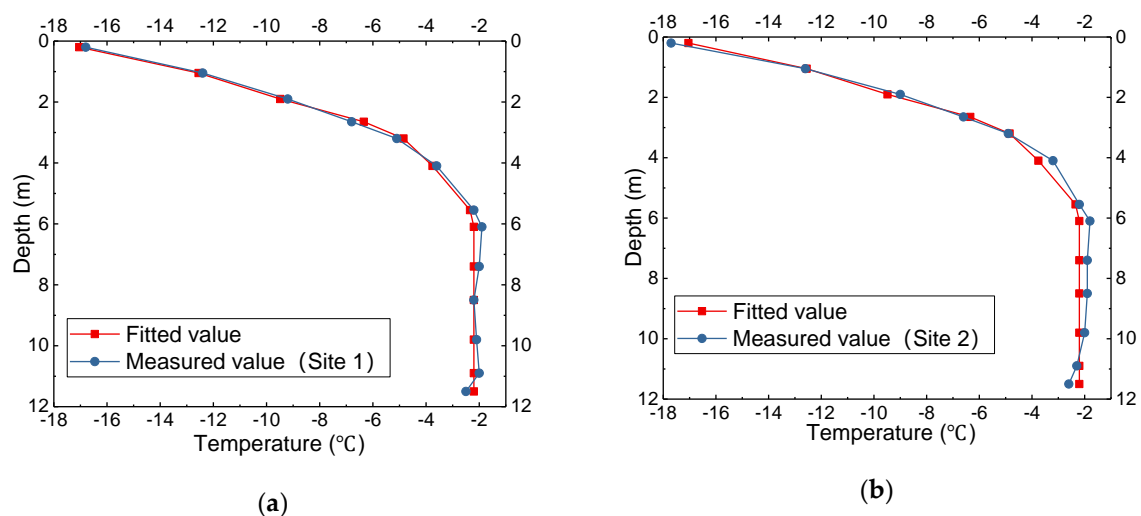 -18 -16 -14 -12 -10 -8 -6 -4 -2
0 0
2 2
4 4
6 6
8 8
10 10
12 12
Depth (m)
Fitted value
Measured value (Site 1)
-18 -16 -14 -12 -10 -8 -6 -4 -2
Temperature (℃)
(a)
-18 -16 -14 -12 -10 -8 -6 -4 -2
0 0
2 2
4 4
6 6
8 8
10 10
12 12
Depth (m)
Fitted value
Measured value (Site 2)
-18 -16 -14 -12 -10 -8 -6 -4 -2
Temperature (℃)
(b)